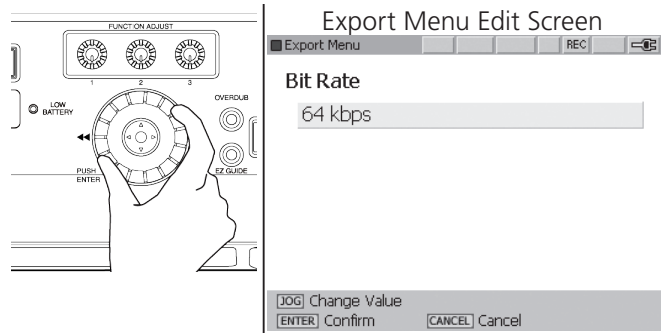 FUNCTION ADJUST
1 2 3
LOW
BATTERY
OVERDUB
PUSH
ENTER
EZ GUIDE
Export Menu Edit Screen
Export Menu REC
Bit Rate
64 kbps
JOG Change Value
ENTER Confirm CANCEL Cancel